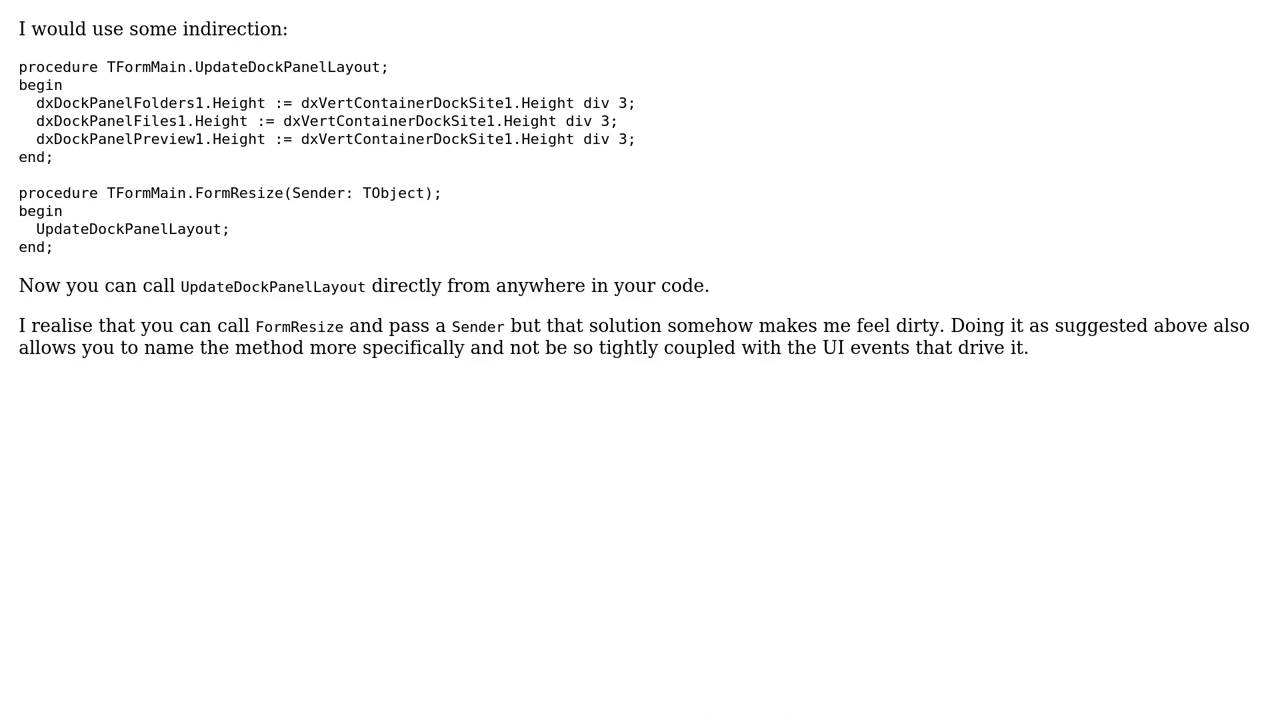 I would use some indirection:
procedure TFormMain.UpdateDockPanelLayout;
begin
  dxDockPanelFolders1.Height := dxVertContainerDockSite1.Height div 3;
  dxDockPanelFiles1.Height := dxVertContainerDockSite1.Height div 3;
  dxDockPanelPreview1.Height := dxVertContainerDockSite1.Height div 3;
end;

procedure TFormMain.FormResize(Sender: TObject);
begin
  UpdateDockPanelLayout;
end;
Now you can call UpdateDockPanelLayout directly from anywhere in your code.
I realise that you can call FormResize and pass a Sender but that solution somehow makes me feel dirty. Doing it as suggested above also
allows you to name the method more specifically and not be so tightly coupled with the UI events that drive it.